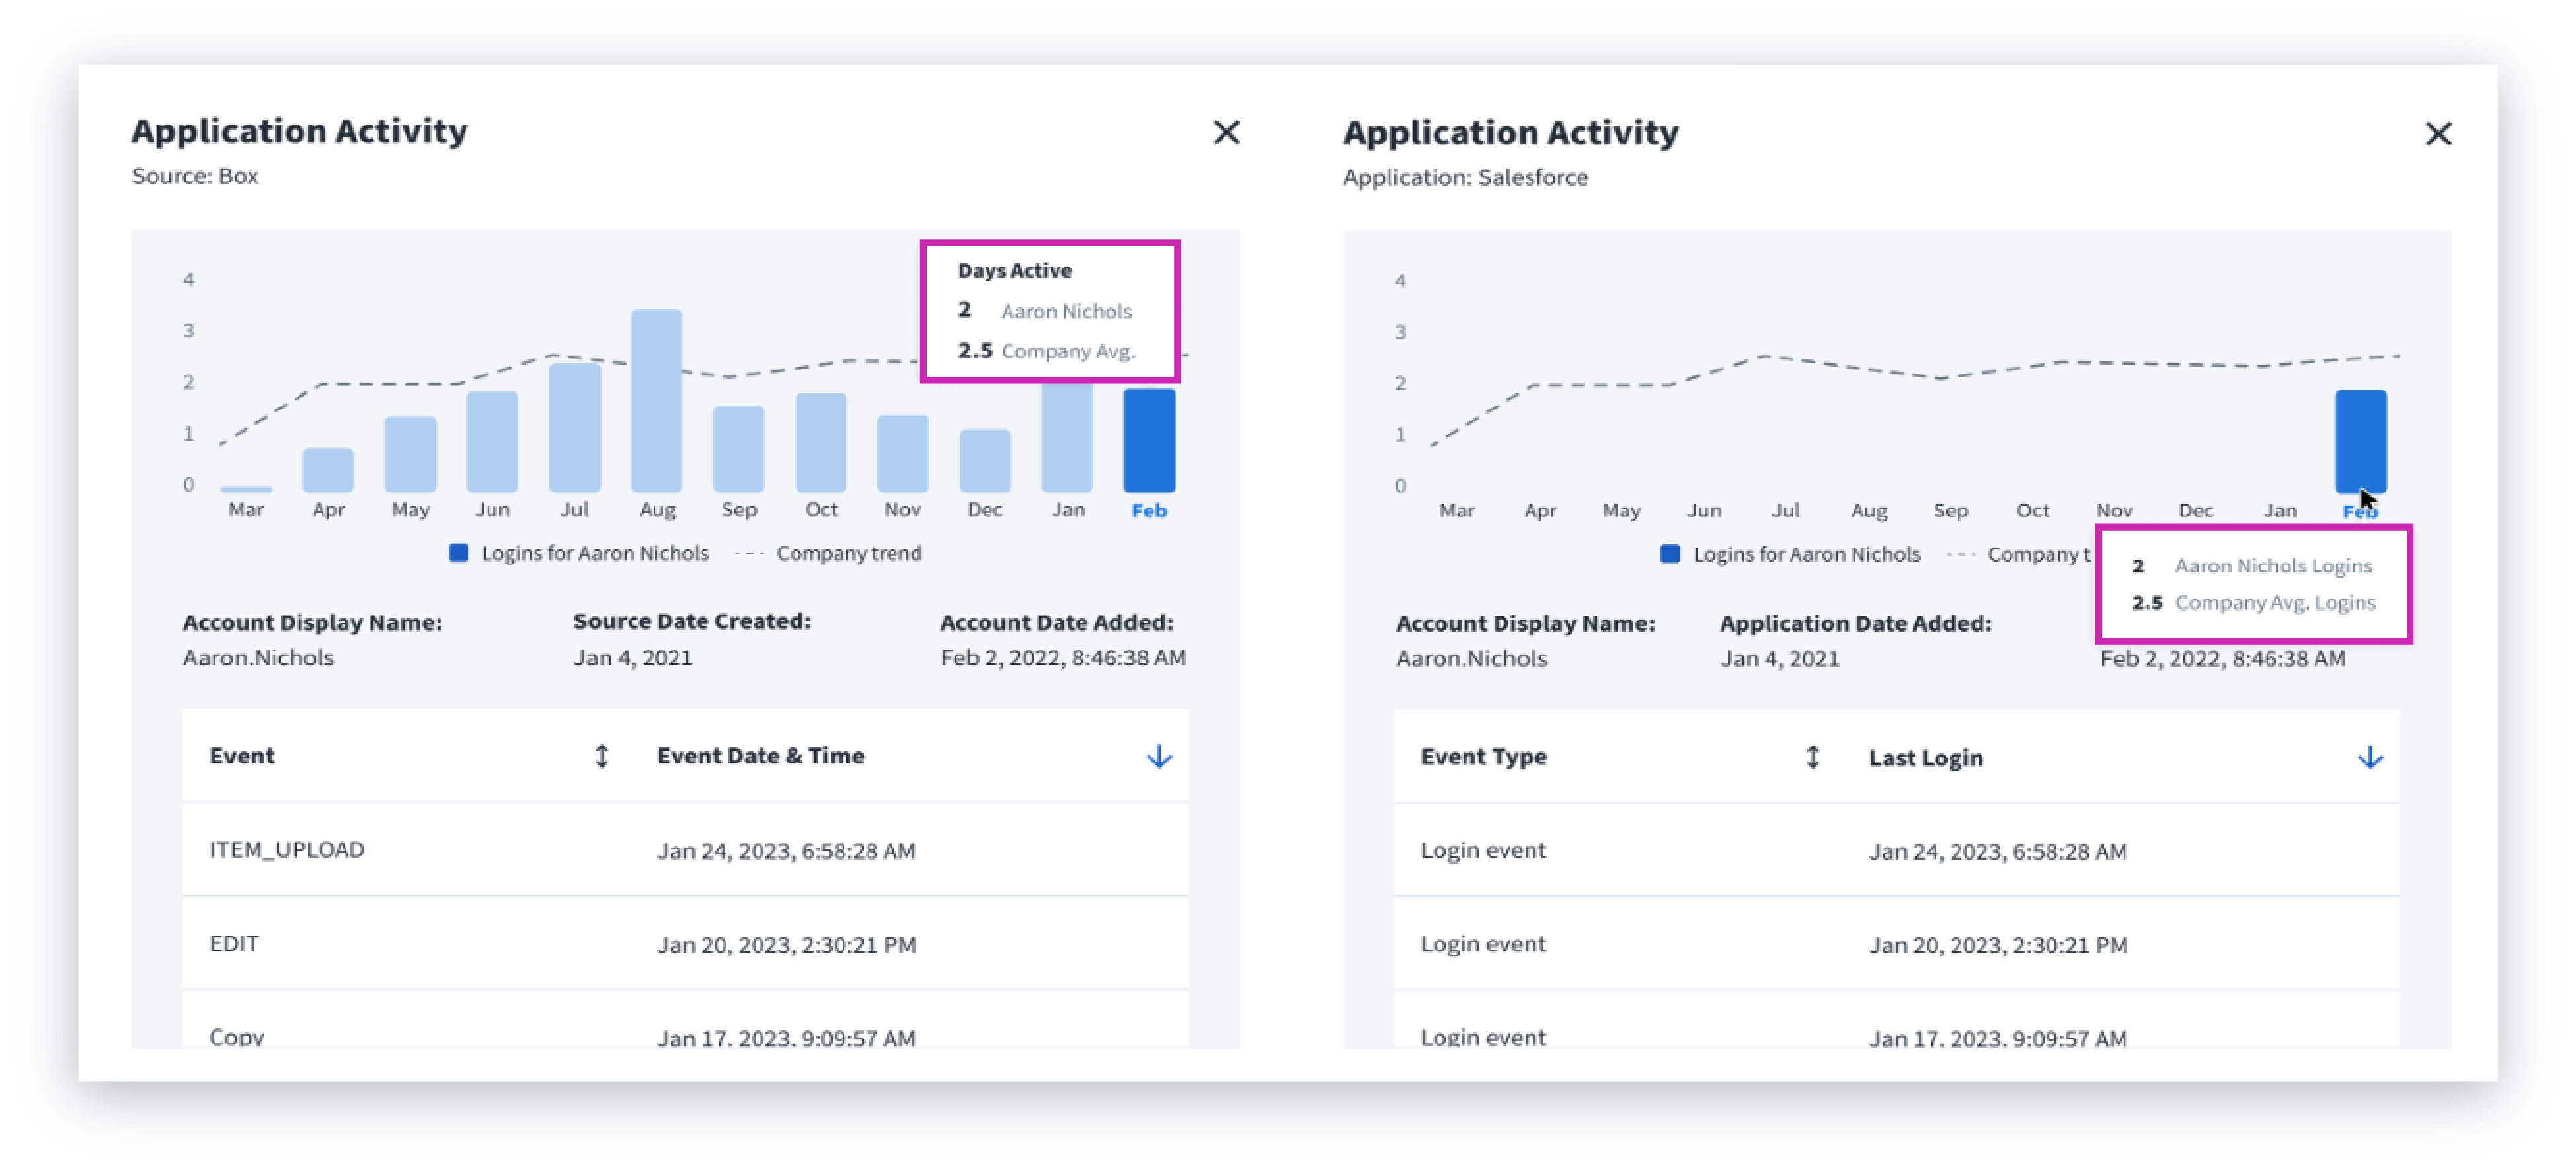 Application Activity
Source: Box
4
3
2
1
0
Days Active
2 Aaron Nichols
2.5 Company Avg.
Mar Apr May Jun Jul Aug Sep Oct Nov Dec Jan Feb
Logins for Aaron Nichols --- Company trend
Account Display Name: Source Date Created: Account Date Added:
Aaron.Nichols Jan 4, 2021 Feb 2, 2022, 8:46:38 AM
Event Event Date & Time
ITEM_UPLOAD Jan 24, 2023, 6:58:28 AM
EDIT Jan 20, 2023, 2:30:21 PM
Copy Jan 17, 2023, 9:09:57 AM
Application Activity
Application: Salesforce
4
3
2
1
0
Mar Apr May Jun Jul Aug Sep Oct Nov Dec Jan Feb
Logins for Aaron Nichols --- Company t
2 Aaron Nichols Logins
2.5 Company Avg. Logins
Account Display Name: Application Date Added:
Aaron.Nichols Jan 4, 2021 Feb 2, 2022, 8:46:38 AM
Event Type Last Login
Login event Jan 24, 2023, 6:58:28 AM
Login event Jan 20, 2023, 2:30:21 PM
Login event Jan 17, 2023, 9:09:57 AM